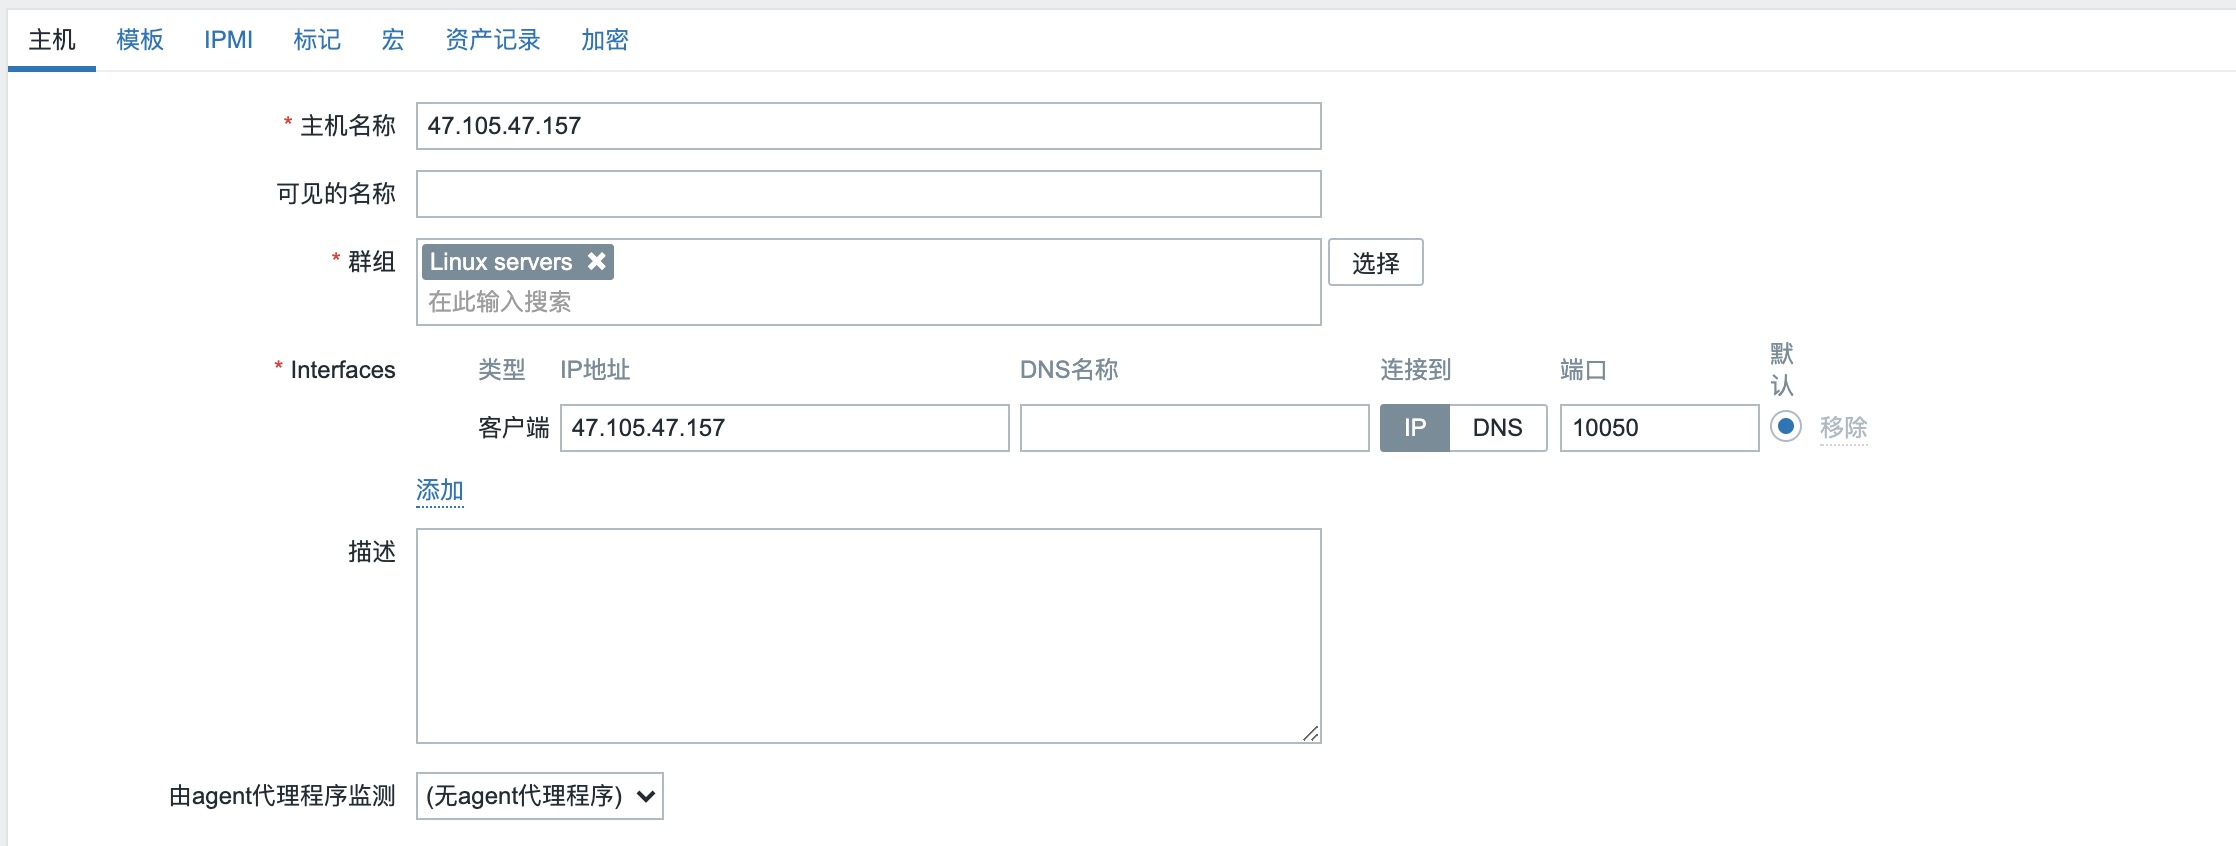 主机 模板 IPMI 标记 宏 资产记录 加密
* 主机名称 47.105.47.157
可见的名称
* 群组 Linux servers 选择
在此输入搜索
* Interfaces 类型 IP地址 DNS名称 连接到 端口 默认
客户端 47.105.47.157 IP DNS 10050 移除
添加
描述
由agent代理程序监测 (无agent代理程序)